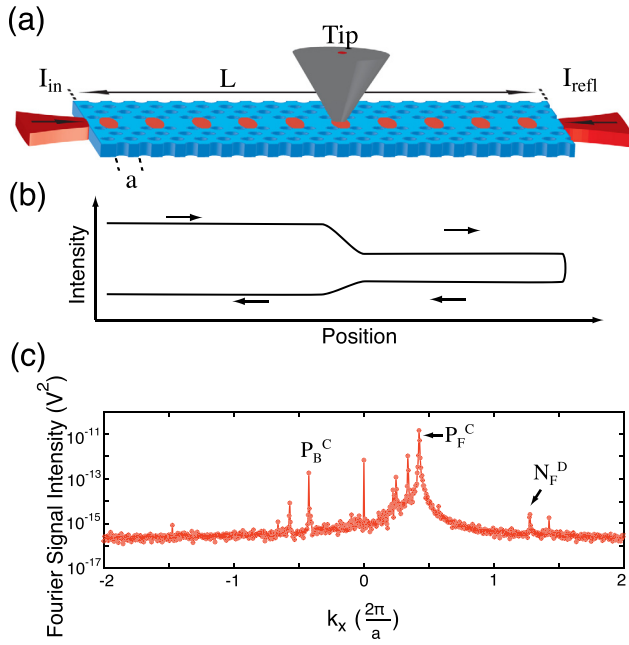 (a)
Tip
I_in
L
I_refl
a
(b)
Intensity
Position
(c)
Fourier Signal Intensity (V^2)
10^-11
10^-13
10^-15
10^-17
P_B^C
P_F^C
N_F^D
-2
-1
0
1
2
k_x (2π/a)